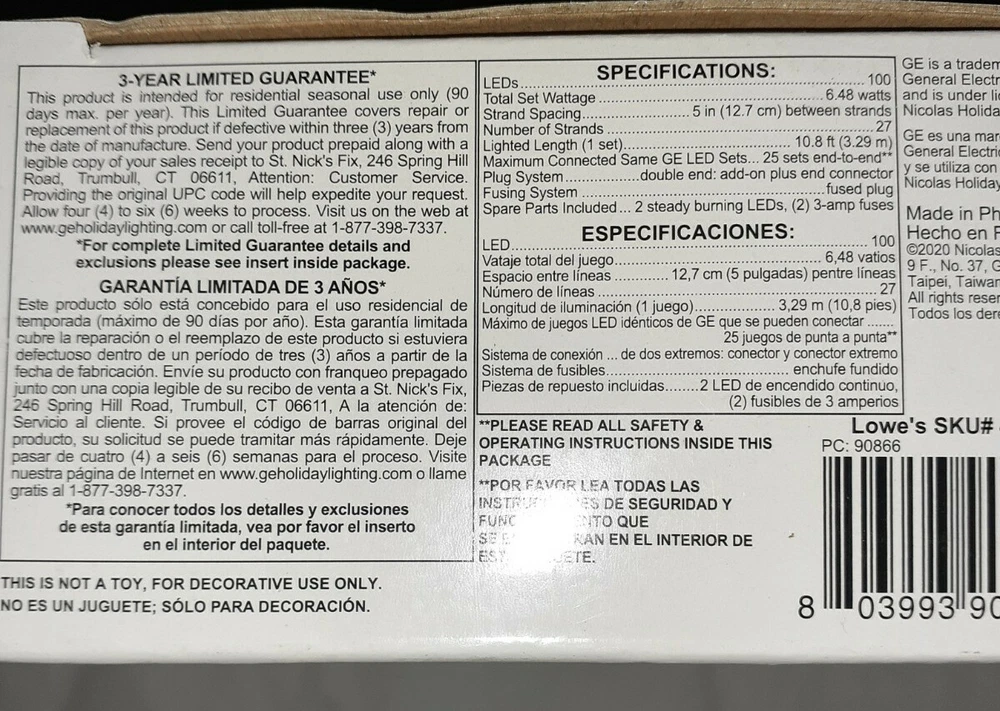 3-YEAR LIMITED GUARANTEE*
This product is intended for residential seasonal use only (90
days max. per year). This Limited Guarantee covers repair or
replacement of this product if defective within three (3) years from
the date of manufacture. Send your product prepaid along with a
legible copy of your sales receipt to St. Nick's Fix, 246 Spring Hill
Road, Trumbull, CT 06611, Attention: Customer Service.
Providing the original UPC code will help expedite your request.
Allow four (4) to six (6) weeks to process. Visit us on the web at
www.geholidaylighting.com or call toll-free at 1-877-398-7337.
*For complete Limited Guarantee details and
exclusions please see insert inside package.
GARANTÍA LIMITADA DE 3 AÑOS*
Este producto sólo está concebido para el uso residencial de
temporada (máximo de 90 días por año). Esta garantía limitada
cubre la reparación o el reemplazo de este producto si estuviera
defectuoso dentro de un período de tres (3) años a partir de la
fecha de fabricación. Envíe su producto con franqueo prepagado
junto con una copia legible de su recibo de venta a St. Nick's Fix,
246 Spring Hill Road, Trumbull, CT 06611, A la atención de:
Servicio al cliente. Si provee el código de barras original del
producto, su solicitud se puede tramitar más rápidamente. Deje
pasar de cuatro (4) a seis (6) semanas para el proceso. Visite
nuestra página de Internet en www.geholidaylighting.com o llame
gratis al 1-877-398-7337.
*Para conocer todos los detalles y exclusiones
de esta garantía limitada, vea por favor el inserto
en el interior del paquete.
THIS IS NOT A TOY, FOR DECORATIVE USE ONLY.
NO ES UN JUGUETE; SÓLO PARA DECORACIÓN.
SPECIFICATIONS:
LEDs 100
Total Set Wattage 6.48 watts
Strand Spacing 5 in (12.7 cm) between strands
Number of Strands 27
Lighted Length (1 set) 10.8 ft (3.29 m)
Maximum Connected Same GE LED Sets... 25 sets end-to-end**
Plug System double end: add-on plus end connector
Fusing System fused plug
Spare Parts Included... 2 steady burning LEDs, (2) 3-amp fuses
ESPECIFICACIONES:
LED 100
Vataje total del juego 6,48 vatios
Espacio entre líneas 12,7 cm (5 pulgadas) pentre líneas
Número de líneas 27
Longitud de iluminación (1 juego) 3,29 m (10,8 pies)
Máximo de juegos LED idénticos de GE que se pueden conectar
25 juegos de punta a punta**
Sistema de conexión ... de dos extremos: conector y conector extremo
Sistema de fusibles enchufe fundido
Piezas de repuesto incluidas 2 LED de encendido continuo,
(2) fusibles de 3 amperios
**PLEASE READ ALL SAFETY &
OPERATING INSTRUCTIONS INSIDE THIS
PACKAGE
**POR FAVOR LEA TODAS LAS
DE SEGURIDAD Y
QUE
EN EL INTERIOR DE
GE is a
General
and is under
Nicolas
GE es una
General
y se utiliza con
Nicolas
Made in
Hecho en
©2020 Nicolas
9 F., No. 37,
Taipei,
All rights
Todos los
Lowe's SKU#
PC: 90866
8 03993